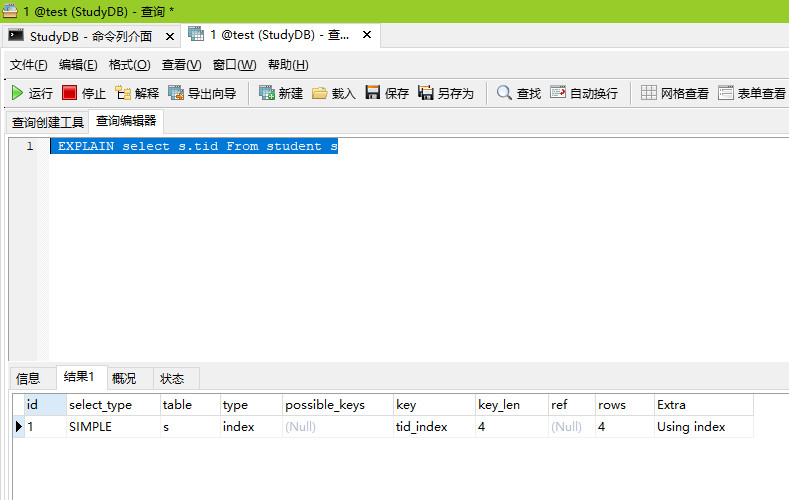 1 @test (StudyDB) - 查询 *
StudyDB - 命令列介面 1 @test (StudyDB) - 查...
文件(F) 编辑(E) 格式(O) 查看(V) 窗口(W) 帮助(H)
运行 停止 解释 导出向导 新建 载入 保存 另存为 查找 自动换行 网格查看 表单查看
查询创建工具 查询编辑器
1 EXPLAIN select s.tid From student s
信息 结果1 概况 状态
id select_type table type possible_keys key key_len ref rows Extra
1 SIMPLE s index (Null) tid_index 4 (Null) 4 Using index